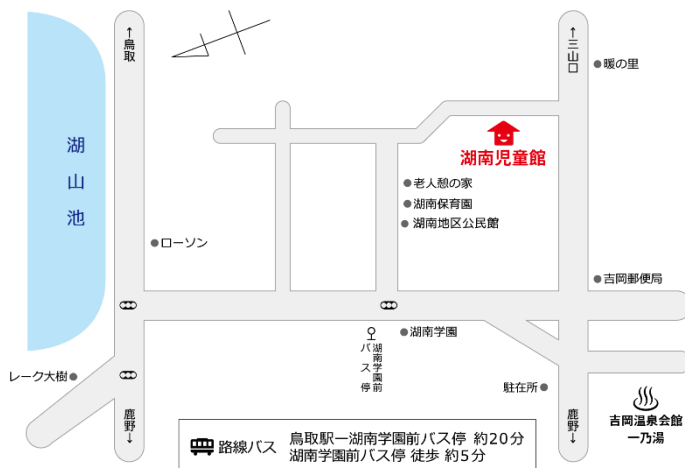 ↑鳥取
↑三山口
暖の里
湖山池
湖南児童館
老人憩の家
湖南保育園
湖南地区公民館
ローソン
吉岡郵便局
湖南学園
湖南学園前
バス停
レーク大樹
駐在所
鹿野↓
鹿野↓
吉岡温泉会館
一乃湯
路線バス 鳥取駅ー湖南学園前バス停 約20分
湖南学園前バス停 徒歩 約5分